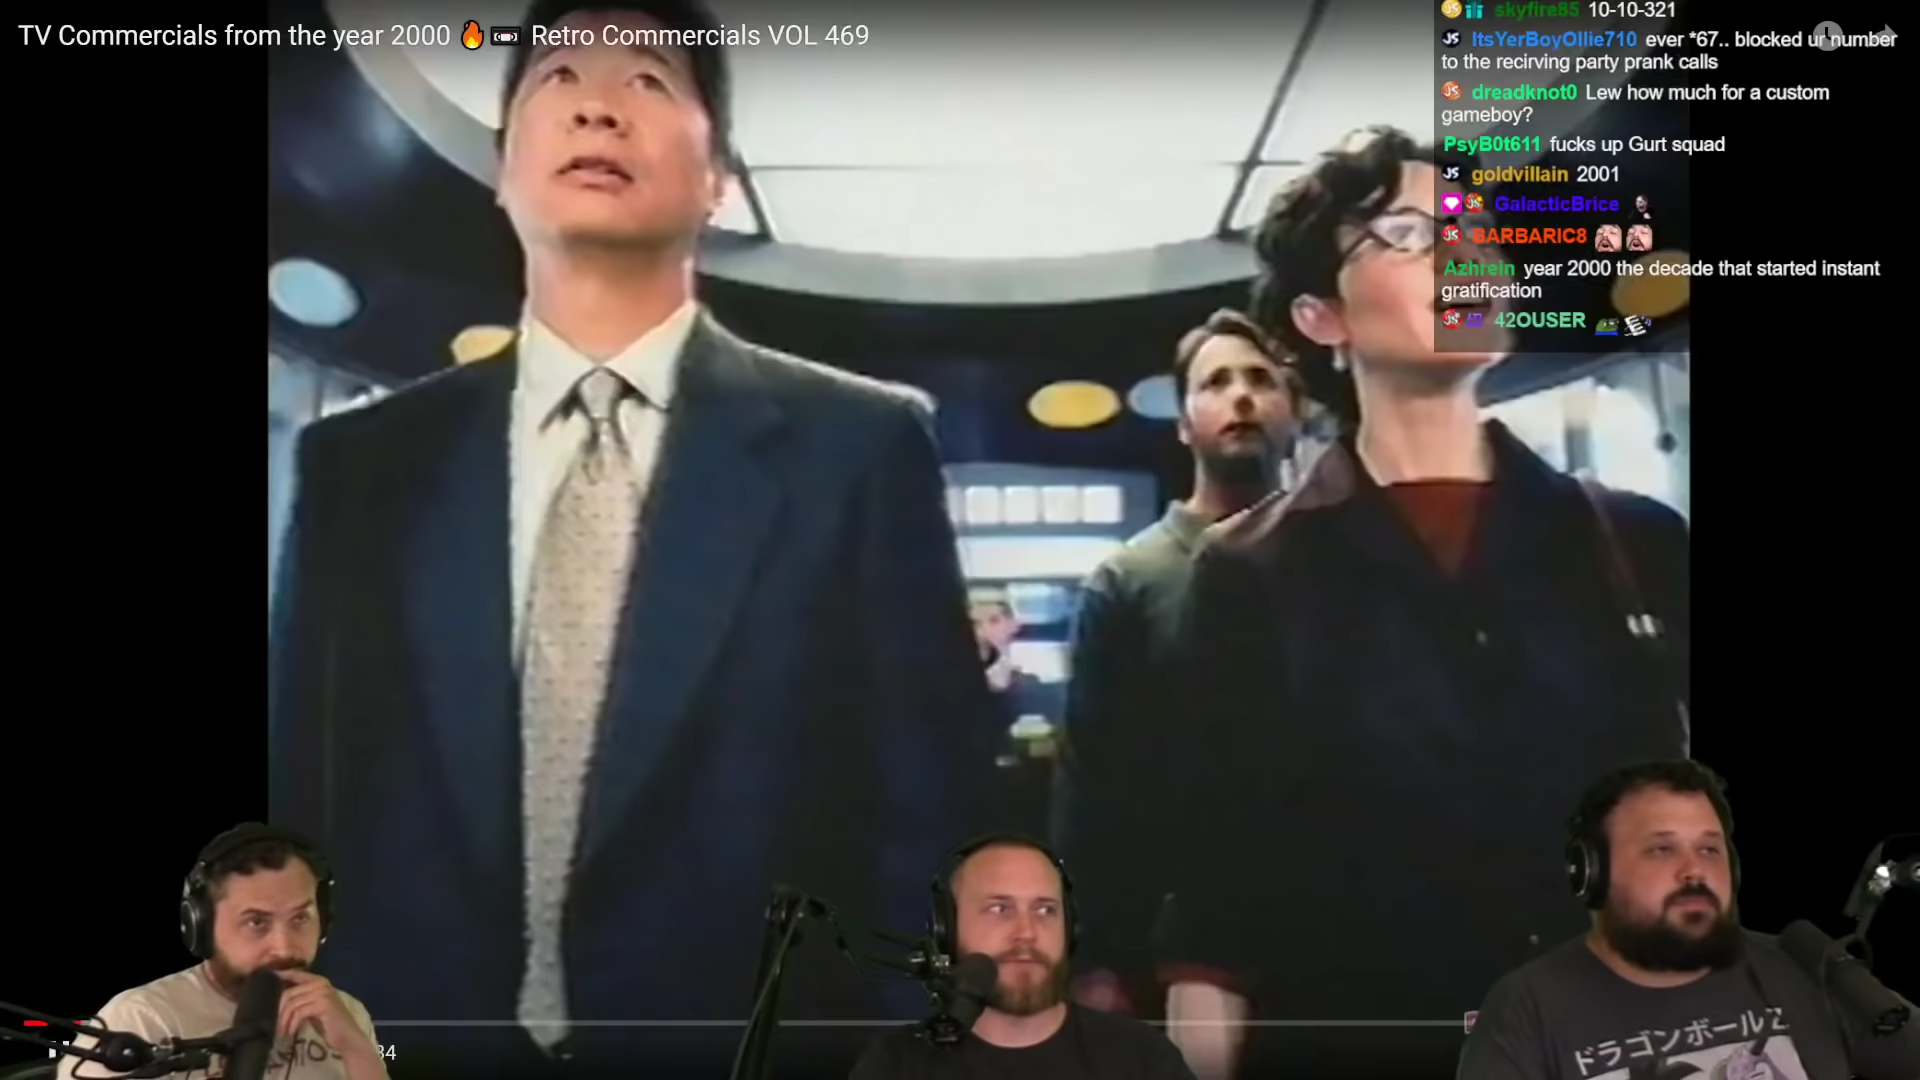 TV Commercials from the year 2000 🔥📼 Retro Commercials VOL 469
skyfire85 10-10-321
ItsYerBoyOllie710 ever *67.. blocked ur number
to the recirving party prank calls
dreadknot0 Lew how much for a custom
gameboy?
PsyB0t611 fucks up Gurt squad
goldvillain 2001
GalacticBrice
BARBARIC8
Azhrein year 2000 the decade that started instant
gratification
42OUSER
34
ドラゴンボールZ